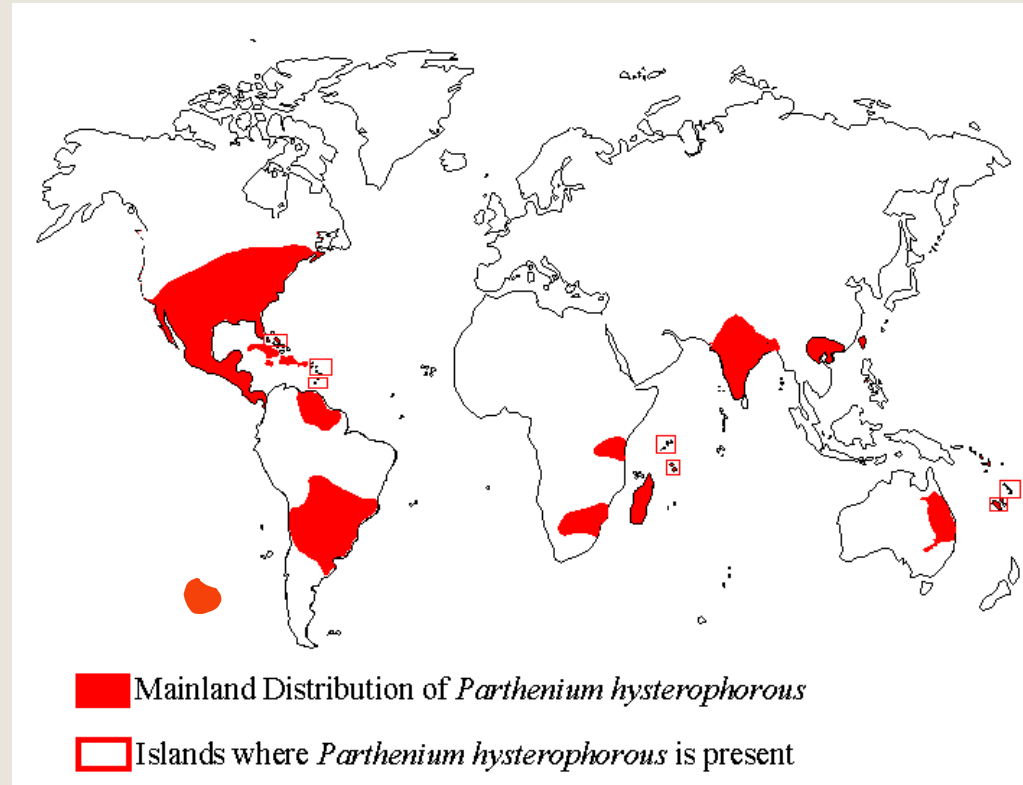 Mainland Distribution of Parthenium hysterophorous
Islands where Parthenium hysterophorous is present